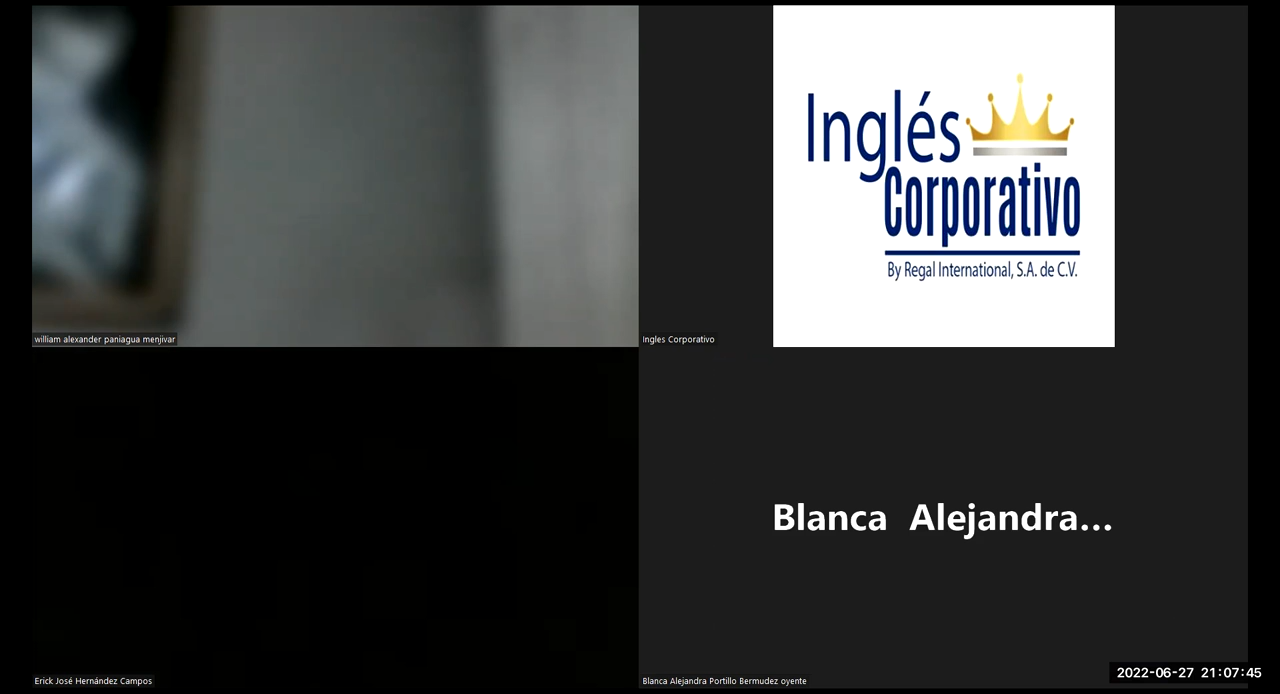 Inglés
Corporativo
By Regal International, S.A. de C.V.
william alexander paniagua menjivar
Ingles Corporativo
Blanca Alejandra...
Erick José Hernández Campos
Blanca Alejandra Portillo Bermudez oyente
2022-06-27 21:07:45